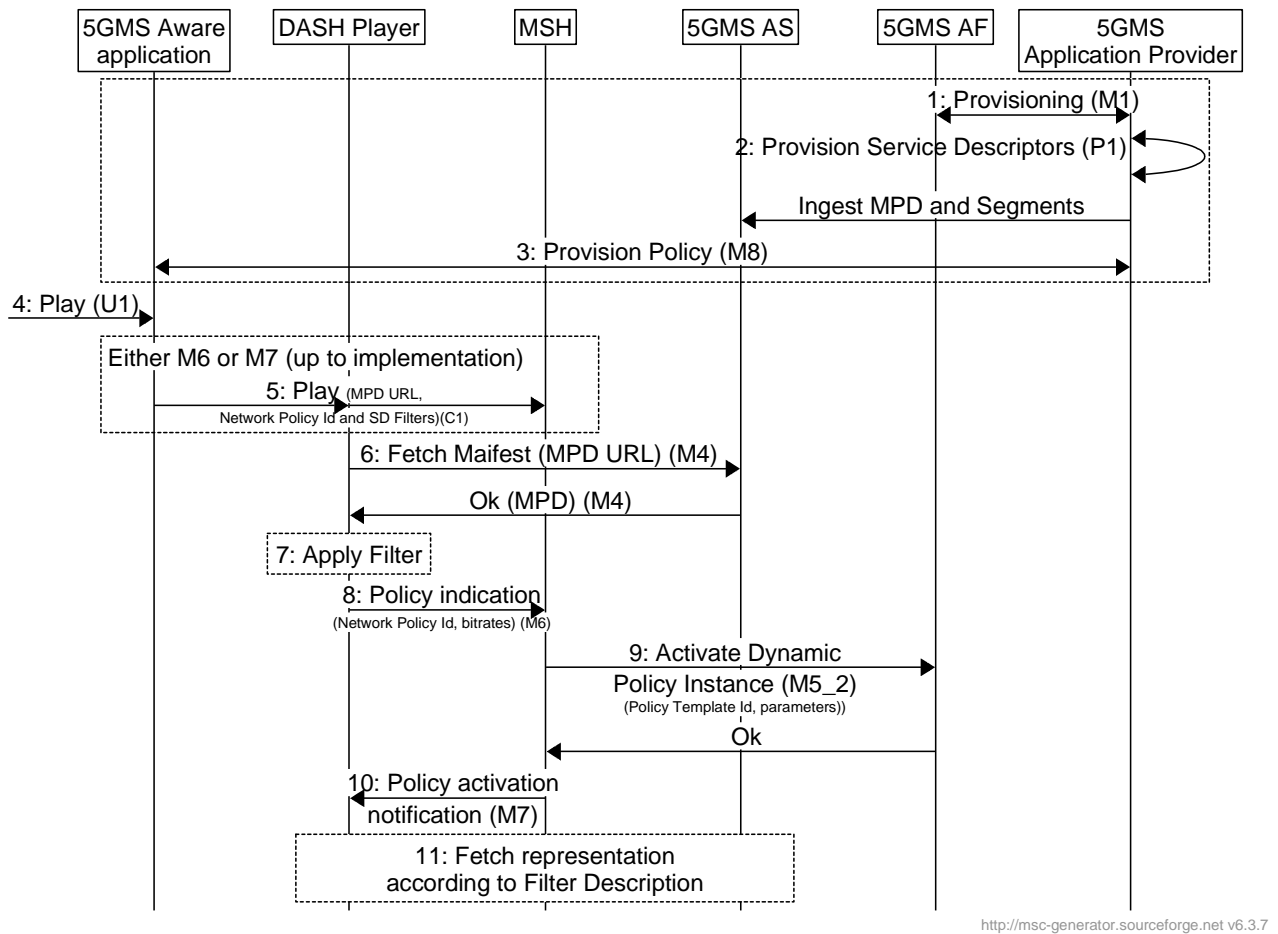 5GMS Aware
application
DASH Player
MSH
5GMS AS
5GMS AF
5GMS
Application Provider
1: Provisioning (M1)
2: Provision Service Descriptors (P1)
Ingest MPD and Segments
3: Provision Policy (M8)
4: Play (U1)
Either M6 or M7 (up to implementation)
5: Play (MPD URL,
Network Policy Id and SD Filters)(C1)
6: Fetch Maifest (MPD URL) (M4)
Ok (MPD) (M4)
7: Apply Filter
8: Policy indication
(Network Policy Id, bitrates) (M6)
9: Activate Dynamic
Policy Instance (M5_2)
(Policy Template Id, parameters))
Ok
10: Policy activation
notification (M7)
11: Fetch representation
according to Filter Description
http://msc-generator.sourceforge.net v6.3.7